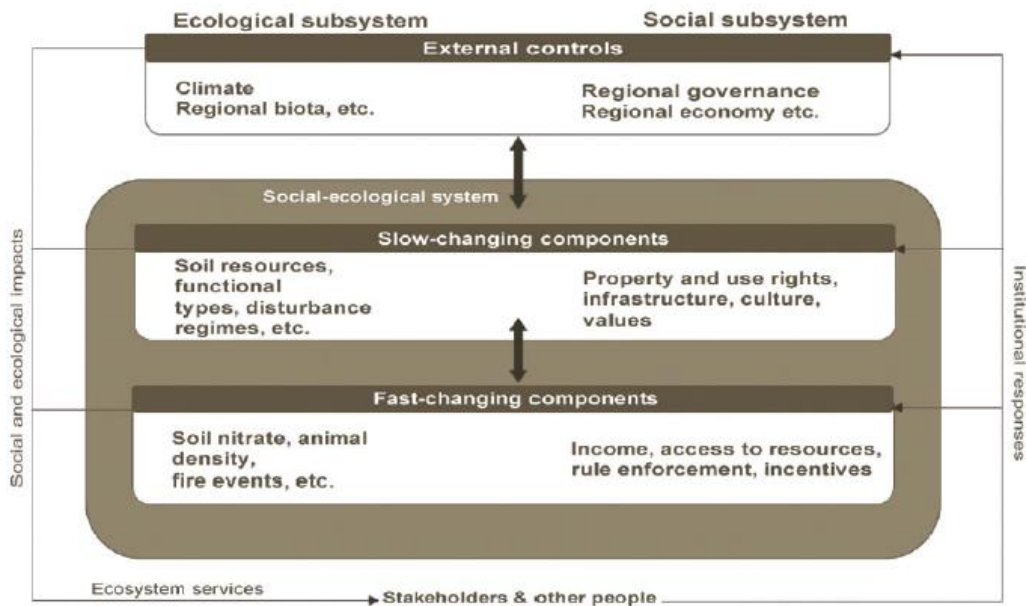 Ecological subsystem
Social subsystem
External controls
Climate
Regional biota, etc.
Regional governance
Regional economy etc.
Social-ecological system
Slow-changing components
Soil resources,
functional
types, disturbance
regimes, etc.
Property and use rights,
infrastructure, culture,
values
Fast-changing components
Soil nitrate, animal
density,
fire events, etc.
Income, access to resources,
rule enforcement, incentives
Social and ecological impacts
Institutional responses
Ecosystem services
Stakeholders & other people